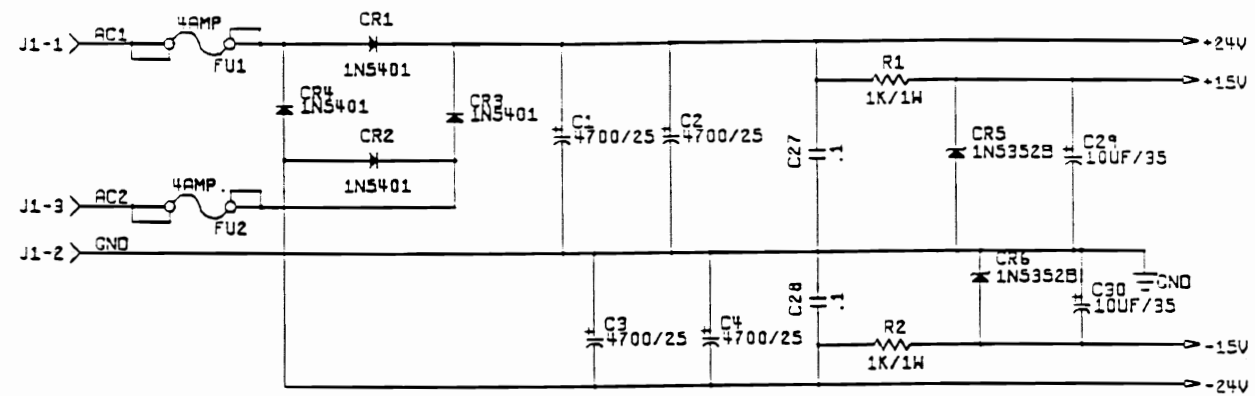 J1-1
AC1
4AMP
FU1
CR1
1N5401
CR4
1N5401
CR3
1N5401
CR2
1N5401
J1-3
AC2
4AMP.
FU2
J1-2
GND
C1
4700/25
C2
4700/25
C3
4700/25
C4
4700/25
C27
.1
C28
.1
R1
1K/1W
CR5
1N5352B
C29
10UF/35
CR6
1N5352B
C30
10UF/35
GND
R2
1K/1W
+24V
+15V
-15V
-24V